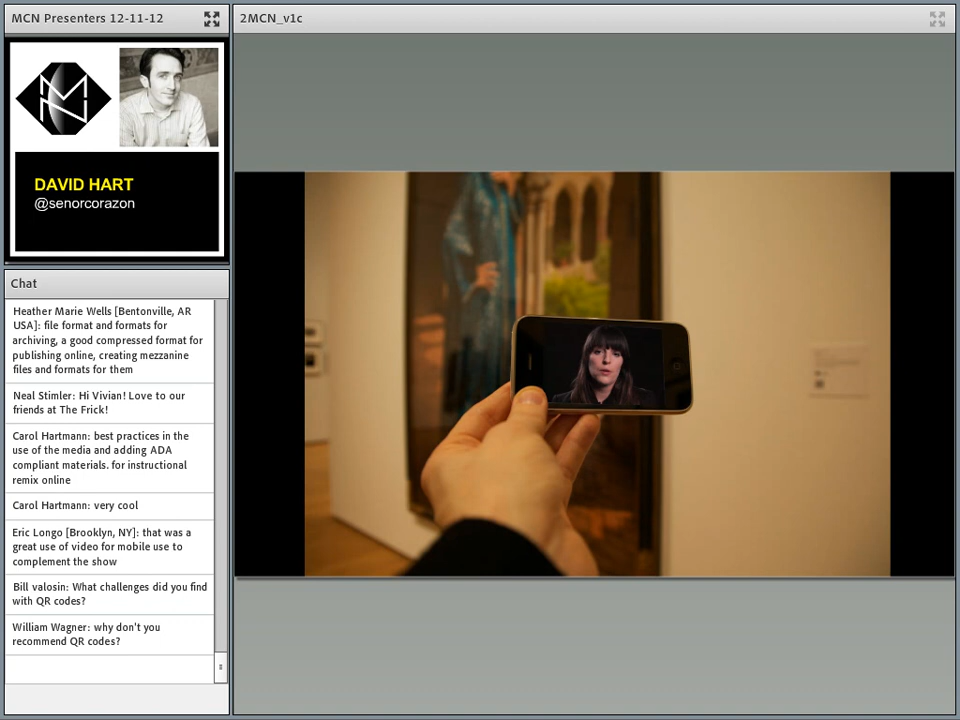 MCN Presenters 12-11-12
DAVID HART
@senorcorazon
Chat
Heather Marie Wells [Bentonville, AR
USA]: file format and formats for
archiving, a good compressed format for
publishing online, creating mezzanine
files and formats for them
Neal Stimler: Hi Vivian! Love to our
friends at The Frick!
Carol Hartmann: best practices in the
use of the media and adding ADA
compliant materials. for instructional
remix online
Carol Hartmann: very cool
Eric Longo [Brooklyn, NY]: that was a
great use of video for mobile use to
complement the show
Bill valosin: What challenges did you find
with QR codes?
William Wagner: why don't you
recommend QR codes?
2MCN_v1c